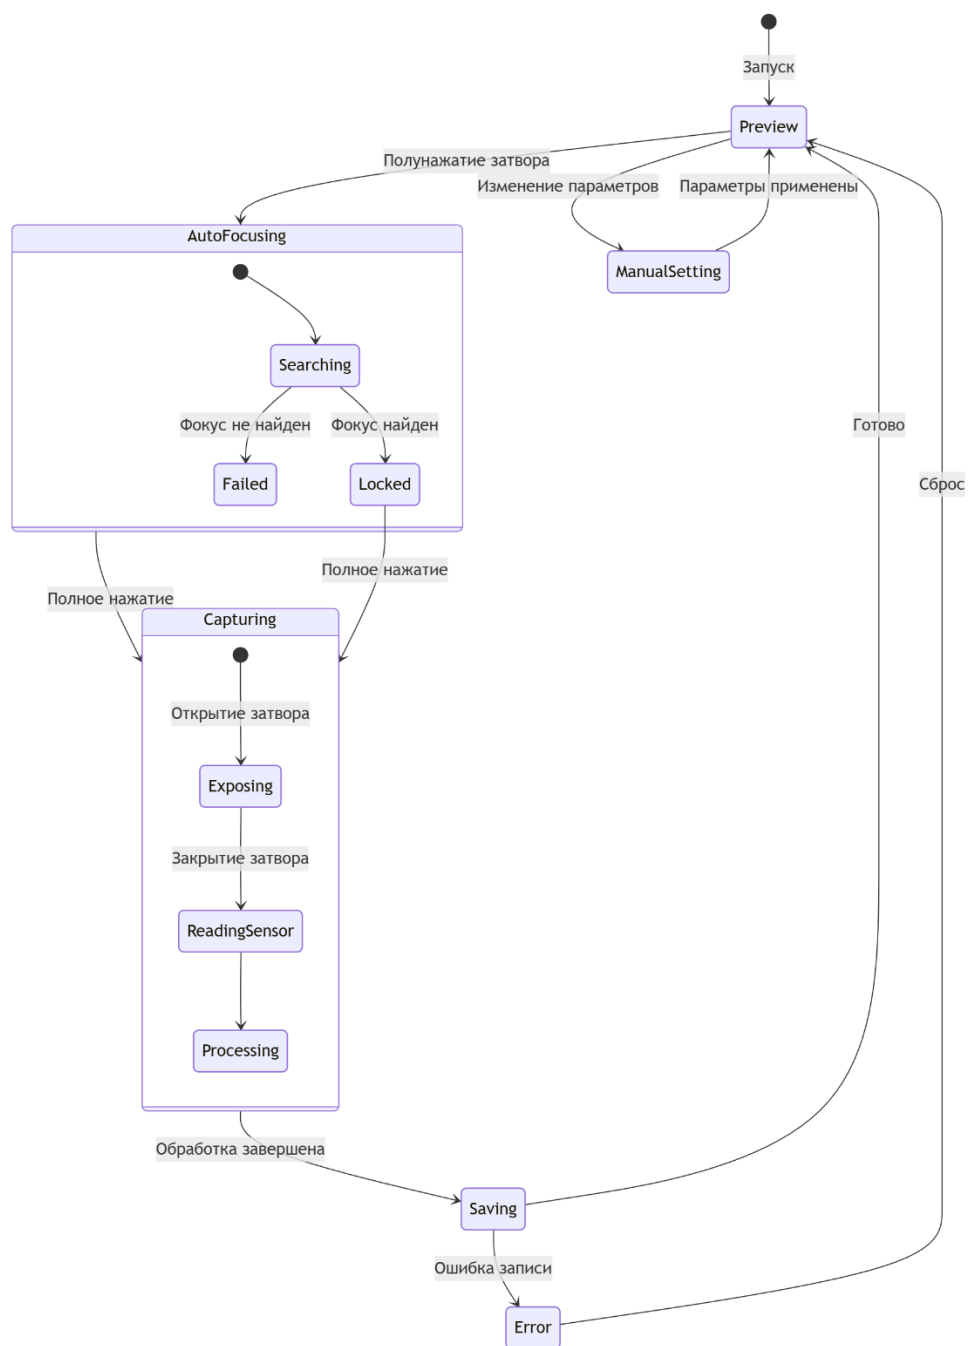 Запуск
Preview
Полунажатие затвора
Изменение параметров
Параметры применены
AutoFocusing
ManualSetting
Searching
Фокус не найден
Фокус найден
Готово
Failed
Locked
Сброс
Полное нажатие
Полное нажатие
Capturing
Открытие затвора
Exposing
Закрытие затвора
ReadingSensor
Processing
Обработка завершена
Saving
Ошибка записи
Error